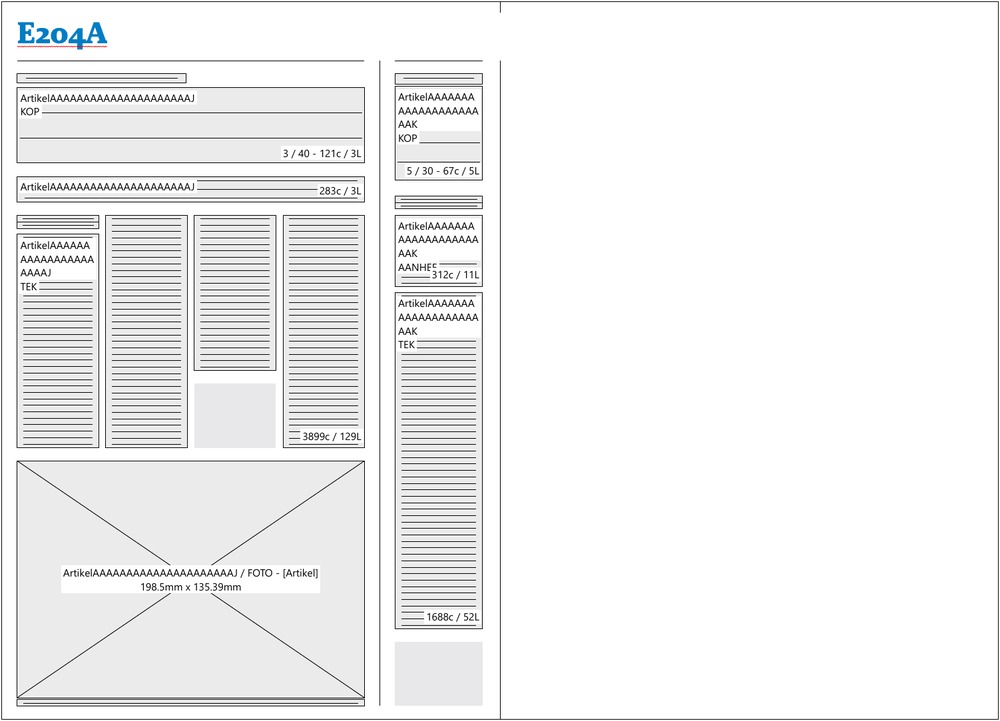 E204A
ArtikelAAAAAAAAAAAAAAAAAAAAAJ
KOP
3 / 40 - 121c / 3L
ArtikelAAAAAAAAAAAAAAAAAAAAAJ
283c / 3L
ArtikelAAAAAA
AAAAAAAAAAA
AAAAJ
TEK
3899c / 129L
ArtikelAAAAAAAAAAAAAAAAAAAAAJ / FOTO - [Artikel]
198.5mm x 135.39mm
ArtikelAAAAAAA
AAAAAAAAAAAA
AAK
KOP
5 / 30 - 67c / 5L
ArtikelAAAAAAA
AAAAAAAAAAAA
AAK
312c / 11L
ArtikelAAAAAAA
AAAAAAAAAAAA
AAK
TEK
1688c / 52L